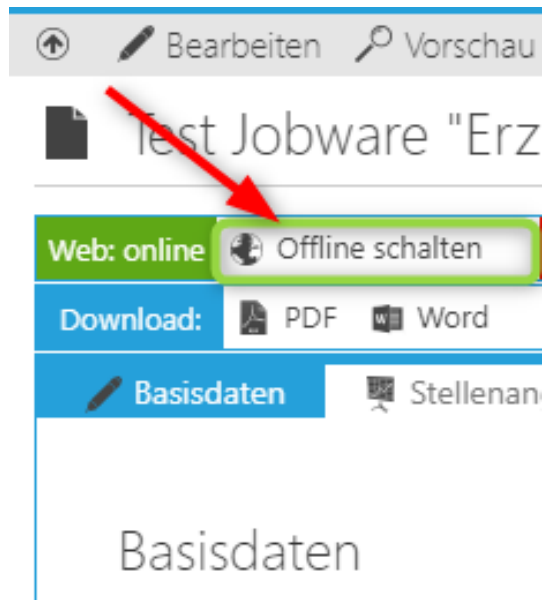 Bearbeiten Vorschau
Test Jobware "Erz
Web: online Offline schalten
Download: PDF Word
Basisdaten Stellenan
Basisdaten